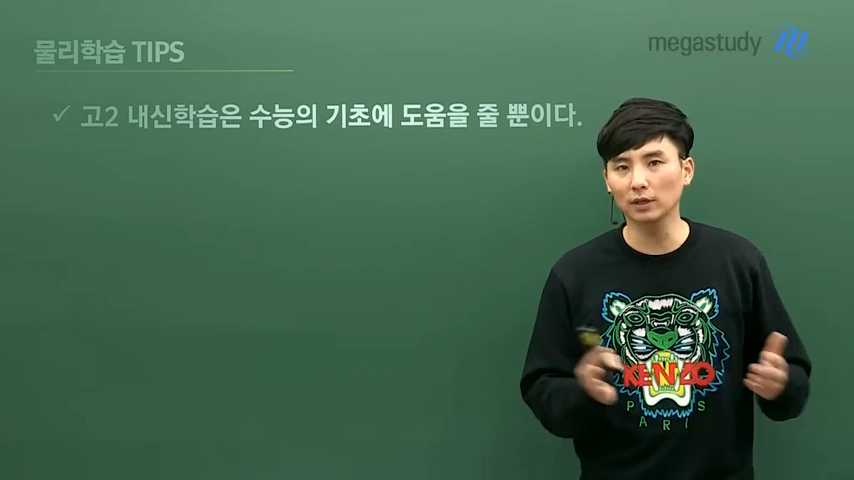 물리학습 TIPS
megastudy
✓ 고2 내신학습은 수능의 기초에 도움을 줄 뿐이다.
KENZO
PARIS